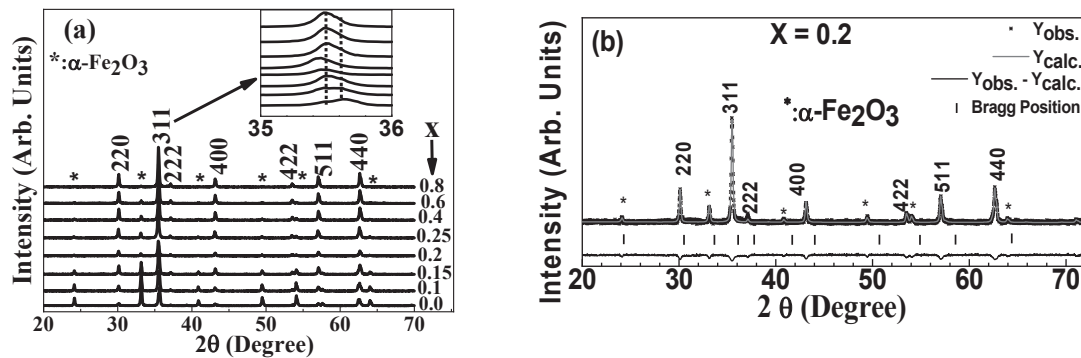 (a)
*:α-Fe2O3
Intensity (Arb. Units)
35 36
X
220 311 222 400 422 511 440
* * * * * *
0.8
0.6
0.4
0.25
0.2
0.15
0.1
0.0
20 30 40 50 60 70
2θ (Degree)
(b)
X = 0.2
Yobs.
Ycalc.
Yobs. - Ycalc.
Bragg Position
*:α-Fe2O3
Intensity (Arb. Units)
* 220 * 311 222 * 400 * 422 * 511 440 *
20 30 40 50 60 70
2 θ (Degree)